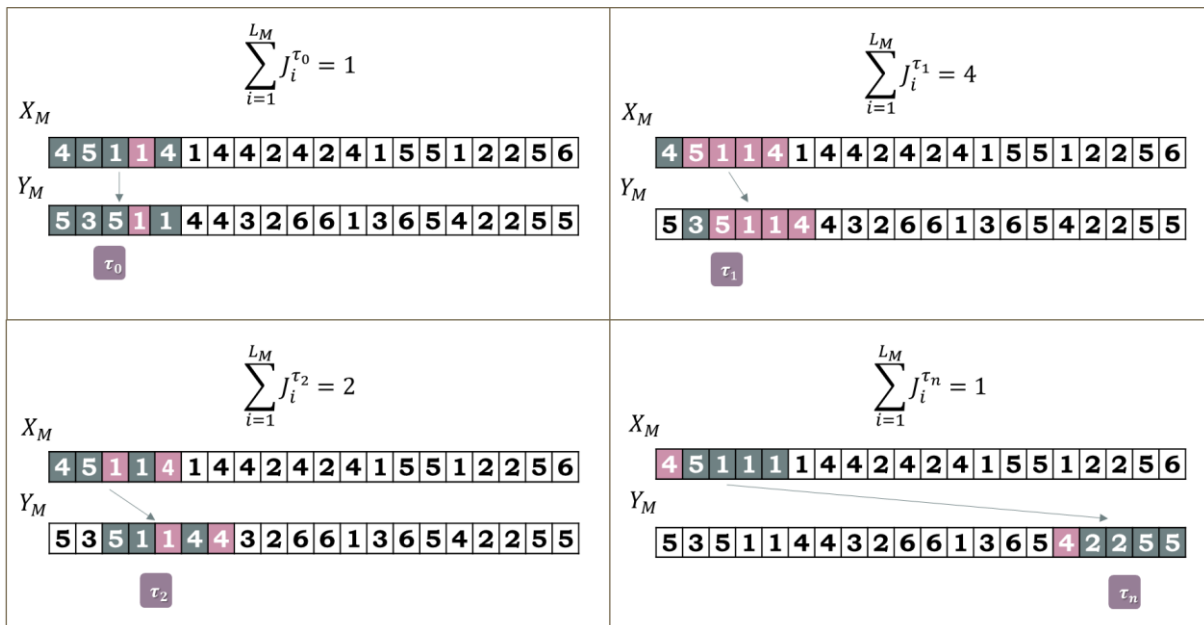 ∑_{i=1}^{L_M} J_i^{τ_0} = 1
X_M
4 5 1 1 4 1 4 4 2 4 2 4 1 5 5 1 2 2 5 6
Y_M
5 3 5 1 1 4 4 3 2 6 6 1 3 6 5 4 2 2 5 5
τ_0
∑_{i=1}^{L_M} J_i^{τ_1} = 4
X_M
4 5 1 1 4 1 4 4 2 4 2 4 1 5 5 1 2 2 5 6
Y_M
5 3 5 1 1 4 4 3 2 6 6 1 3 6 5 4 2 2 5 5
τ_1
∑_{i=1}^{L_M} J_i^{τ_2} = 2
X_M
4 5 1 1 4 1 4 4 2 4 2 4 1 5 5 1 2 2 5 6
Y_M
5 3 5 1 1 4 4 3 2 6 6 1 3 6 5 4 2 2 5 5
τ_2
∑_{i=1}^{L_M} J_i^{τ_n} = 1
X_M
4 5 1 1 1 1 4 4 2 4 2 4 1 5 5 1 2 2 5 6
Y_M
5 3 5 1 1 4 4 3 2 6 6 1 3 6 5 4 2 2 5 5
τ_n